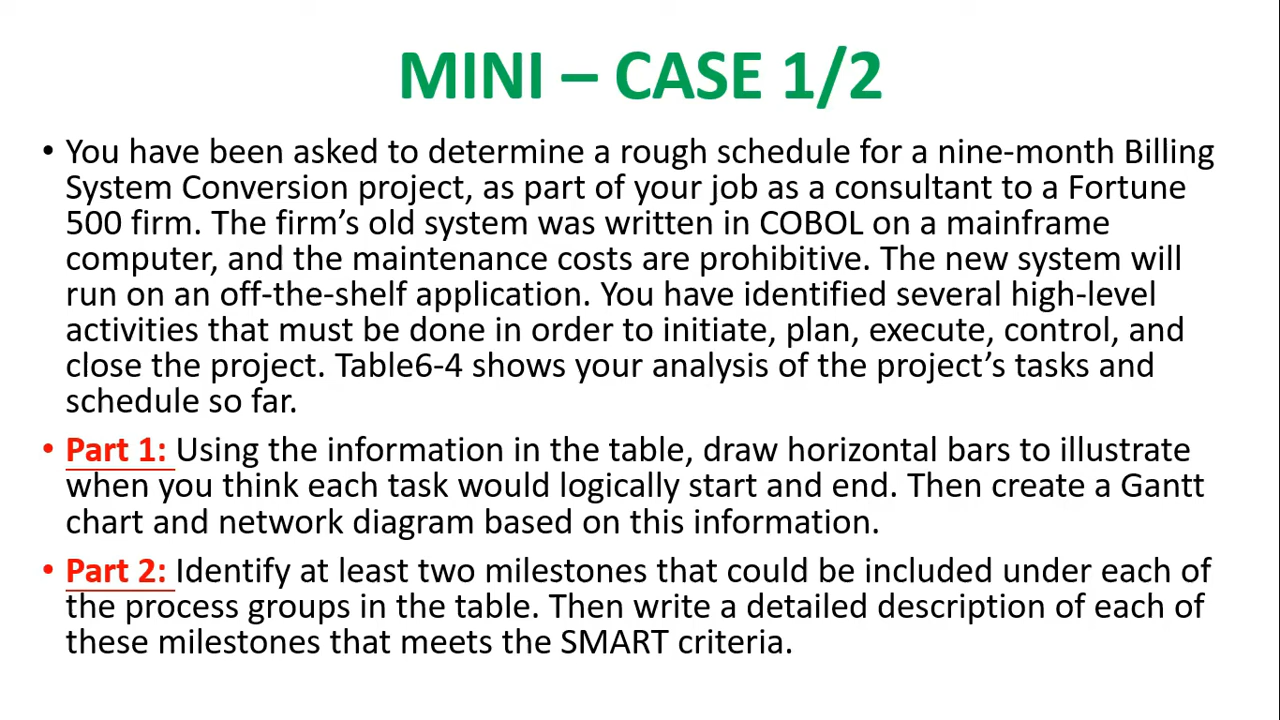 MINI – CASE 1/2
• You have been asked to determine a rough schedule for a nine-month Billing
System Conversion project, as part of your job as a consultant to a Fortune
500 firm. The firm’s old system was written in COBOL on a mainframe
computer, and the maintenance costs are prohibitive. The new system will
run on an off-the-shelf application. You have identified several high-level
activities that must be done in order to initiate, plan, execute, control, and
close the project. Table6-4 shows your analysis of the project’s tasks and
schedule so far.
• Part 1: Using the information in the table, draw horizontal bars to illustrate
when you think each task would logically start and end. Then create a Gantt
chart and network diagram based on this information.
• Part 2: Identify at least two milestones that could be included under each of
the process groups in the table. Then write a detailed description of each of
these milestones that meets the SMART criteria.